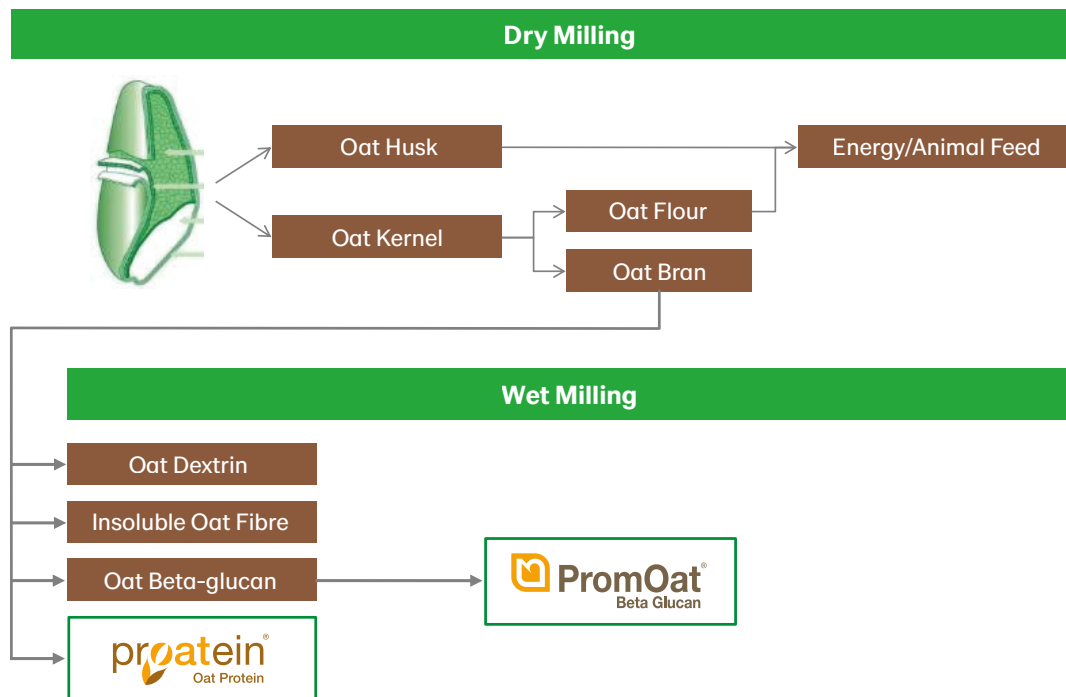 Dry Milling
Oat Husk
Energy/Animal Feed
Oat Flour
Oat Kernel
Oat Bran
Wet Milling
Oat Dextrin
Insoluble Oat Fibre
Oat Beta-glucan
PromOat®
Beta Glucan
proatein®
Oat Protein